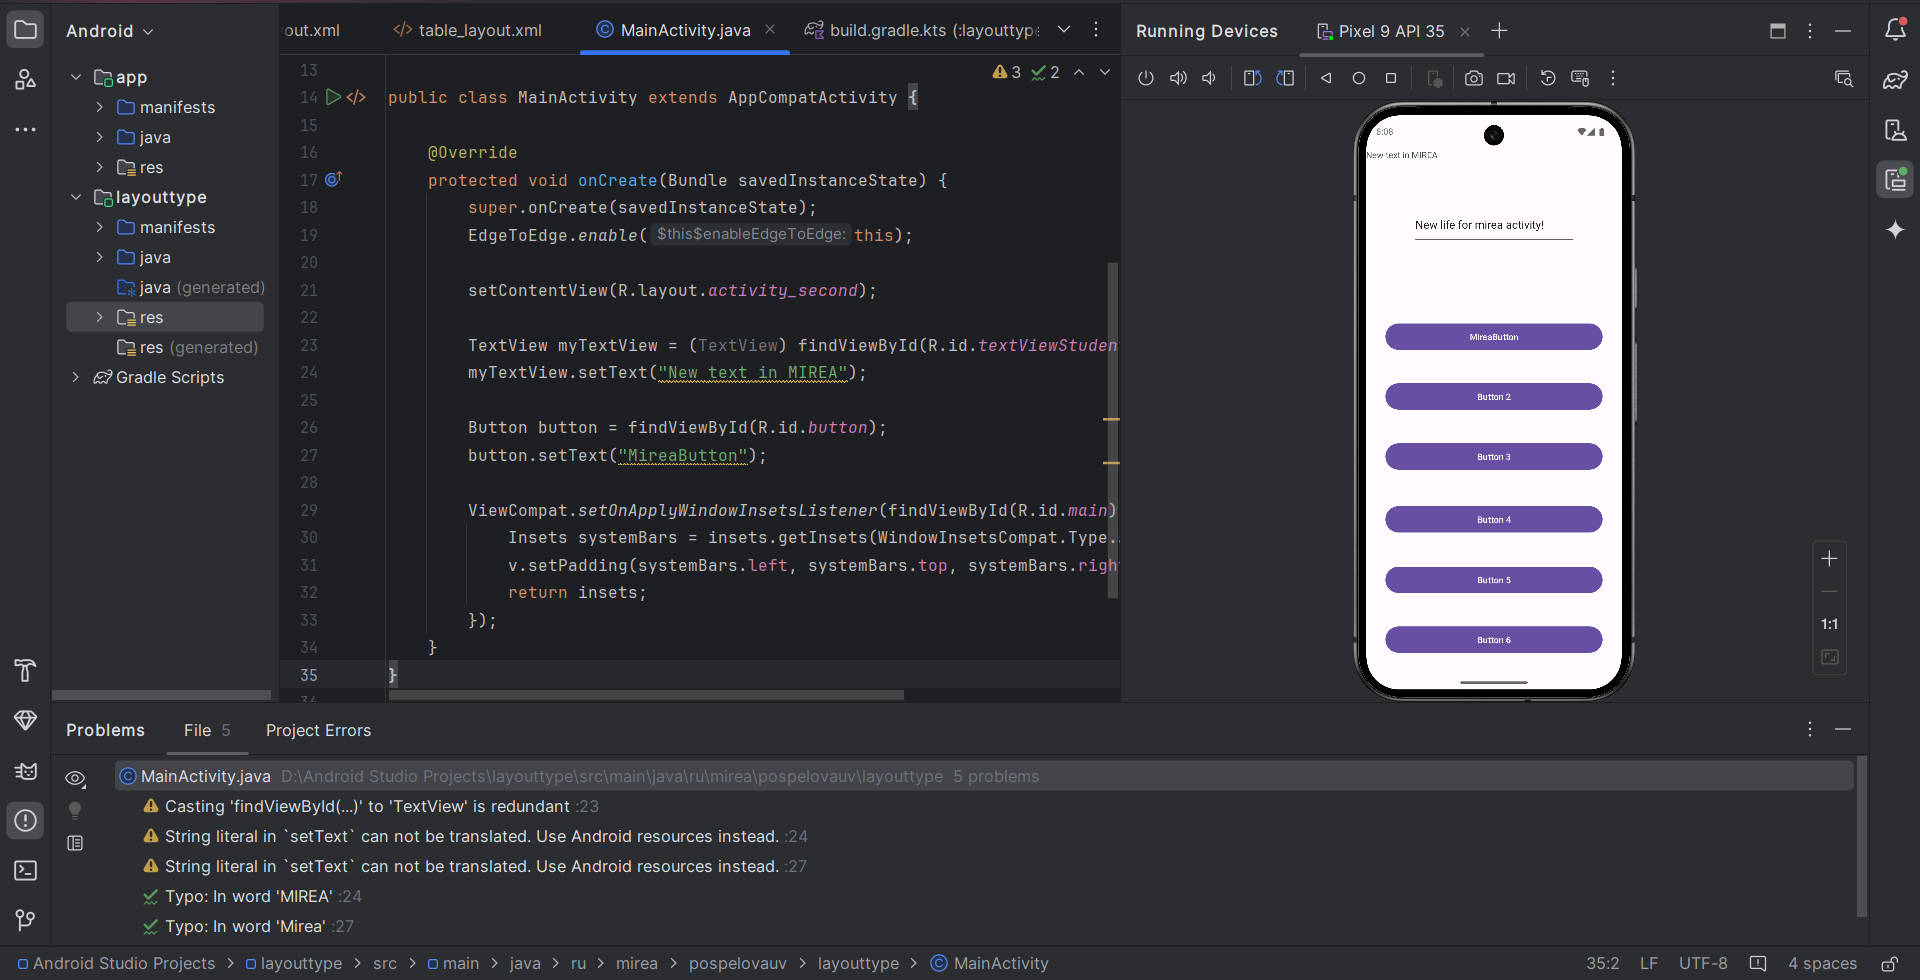 Android
app
manifests
java
res
layouttype
manifests
java
java (generated)
res
res (generated)
Gradle Scripts
out.xml
table_layout.xml
MainActivity.java
build.gradle.kts (:layouttyp
3 2
13
14 public class MainActivity extends AppCompatActivity {
15
16 @Override
17 protected void onCreate(Bundle savedInstanceState) {
18 super.onCreate(savedInstanceState);
19 EdgeToEdge.enable( $this$enableEdgeToEdge: this);
20
21 setContentView(R.layout.activity_second);
22
23 TextView myTextView = (TextView) findViewById(R.id.textViewStuden
24 myTextView.setText("New text in MIREA");
25
26 Button button = findViewById(R.id.button);
27 button.setText("MireaButton");
28
29 ViewCompat.setOnApplyWindowInsetsListener(findViewById(R.id.main)
30 Insets systemBars = insets.getInsets(WindowInsetsCompat.Type.
31 v.setPadding(systemBars.left, systemBars.top, systemBars.righ
32 return insets;
33 });
34 }
35 }
36
Running Devices
Pixel 9 API 35
8:08
New text in MIREA
New life for mirea activity!
MireaButton
Button 2
Button 3
Button 4
Button 5
Button 6
1:1
Problems
File 5
Project Errors
MainActivity.java D:\Android Studio Projects\layouttype\src\main\java\ru\mirea\pospelovauv\layouttype 5 problems
Casting 'findViewById(...)' to 'TextView' is redundant :23
String literal in `setText` can not be translated. Use Android resources instead. :24
String literal in `setText` can not be translated. Use Android resources instead. :27
Typo: In word 'MIREA' :24
Typo: In word 'Mirea' :27
Android Studio Projects > layouttype > src > main > java > ru > mirea > pospelovauv > layouttype > MainActivity
35:2 LF UTF-8 4 spaces